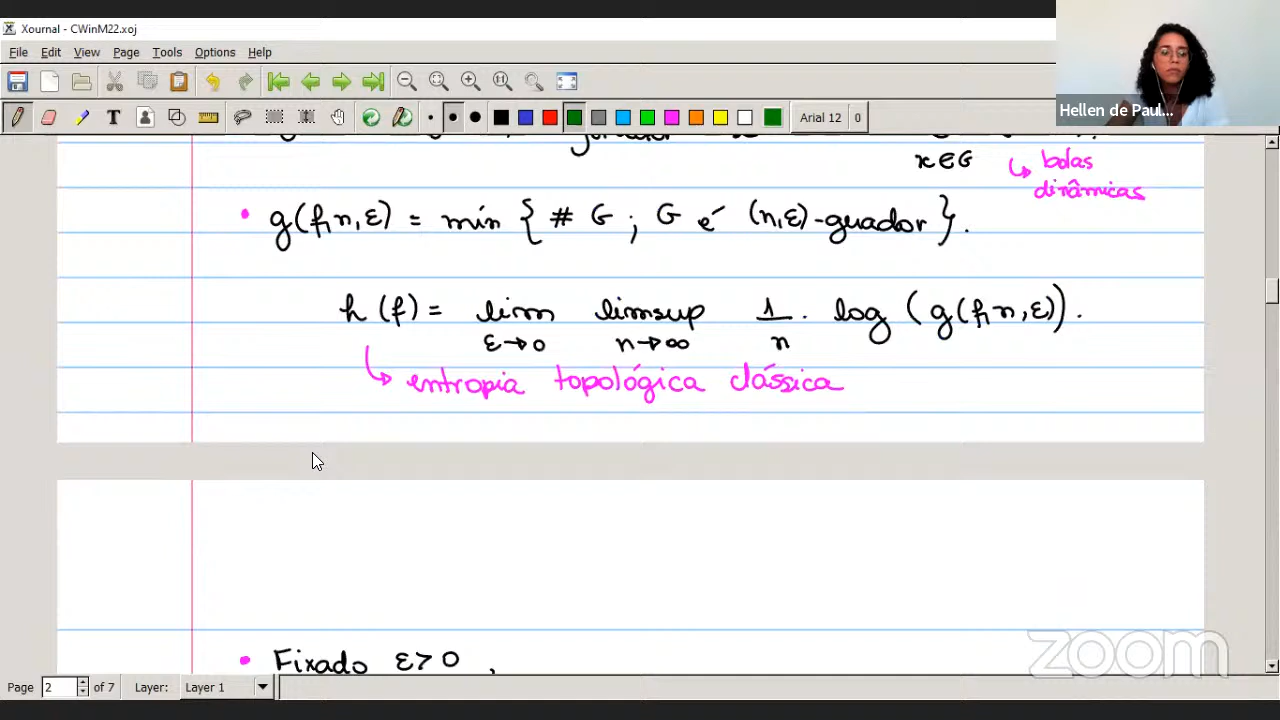 Xournal - CWinM22.xoj
File Edit View Page Tools Options Help
Arial 12 0
Hellen de Paul...
x ∈ G
↳ bolas
dinâmicas
• g(f,n,ε) = min { # G ; G é (n,ε)-gerador }.
h(f) = lim limsup 1/n · log (g(f,n,ε)).
ε→0 n→∞
↳ entropia topológica clássica
• Fixado ε>0 ,
zoom
Page 2 of 7 Layer: Layer 1